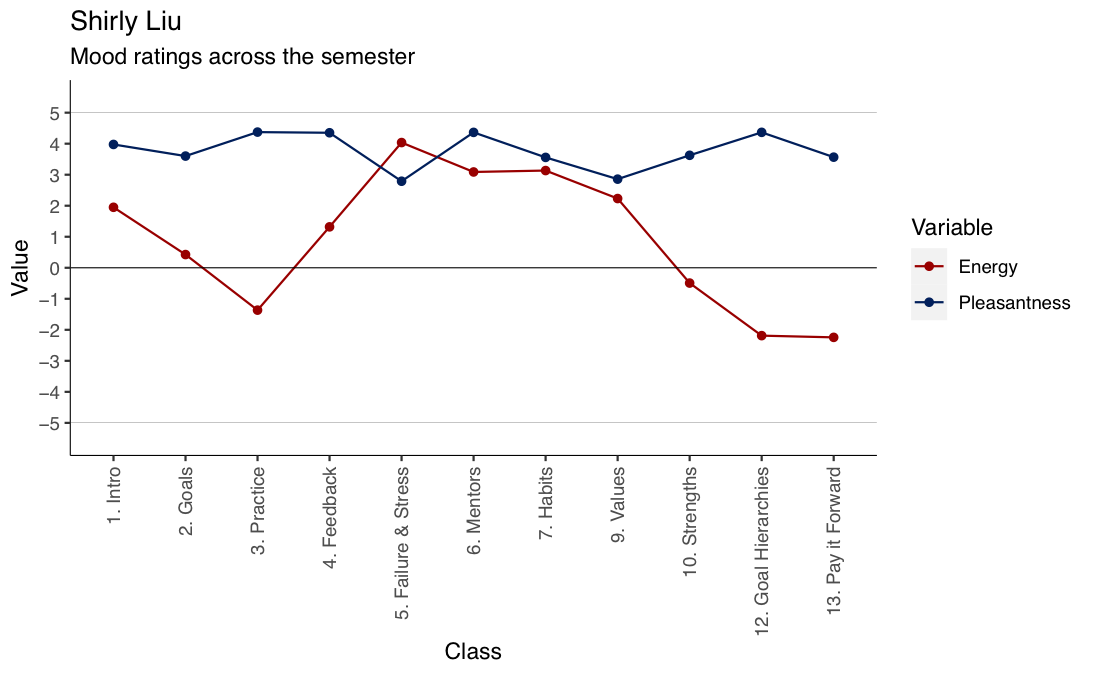 Shirly Liu
Mood ratings across the semester
Value
5
4
3
2
1
0
−1
−2
−3
−4
−5
1. Intro
2. Goals
3. Practice
4. Feedback
5. Failure & Stress
6. Mentors
7. Habits
9. Values
10. Strengths
12. Goal Hierarchies
13. Pay it Forward
Class
Variable
Energy
Pleasantness